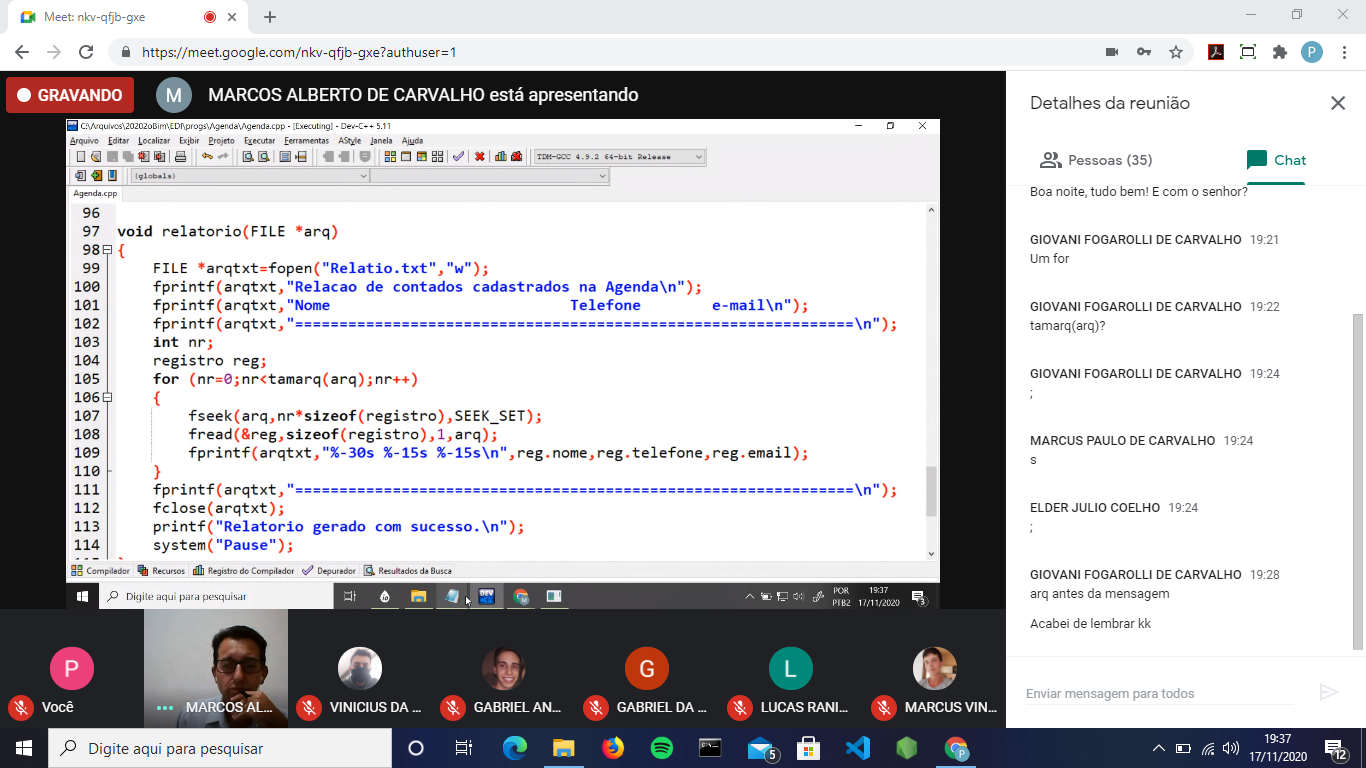 Meet: nkv-qfjb-gxe
https://meet.google.com/nkv-qfjb-gxe?authuser=1
P
GRAVANDO
M
MARCOS ALBERTO DE CARVALHO está apresentando
C:\Arquivos\20202oBim\EDI\progs\Agenda\Agenda.cpp - [Executing] - Dev-C++ 5.11
Arquivo Editar Localizar Exibir Projeto Executar Ferramentas AStyle Janela Ajuda
TDM-GCC 4.9.2 64-bit Release
(globals)
Agenda.cpp
96
97 void relatorio(FILE *arq)
98 {
99 FILE *arqtxt=fopen("Relatio.txt","w");
100 fprintf(arqtxt,"Relacao de contados cadastrados na Agenda\n");
101 fprintf(arqtxt,"Nome                           Telefone        e-mail\n");
102 fprintf(arqtxt,"===============================================================\n");
103 int nr;
104 registro reg;
105 for (nr=0;nr<tamarq(arq);nr++)
106 {
107 fseek(arq,nr*sizeof(registro),SEEK_SET);
108 fread(&reg,sizeof(registro),1,arq);
109 fprintf(arqtxt,"%-30s %-15s %-15s\n",reg.nome,reg.telefone,reg.email);
110 }
111 fprintf(arqtxt,"===============================================================\n");
112 fclose(arqtxt);
113 printf("Relatorio gerado com sucesso.\n");
114 system("Pause");
Compilador Recursos Registro do Compilador Depurador Resultados da Busca
Digite aqui para pesquisar
DEV
POR
PTB2
19:37
17/11/2020
3
P
Você
MARCOS AL...
VINICIUS DA ...
GABRIEL AN...
G
GABRIEL DA ...
L
LUCAS RANI...
MARCUS VIN...
Detalhes da reunião
Pessoas (35)
Chat
Boa noite, tudo bem! E com o senhor?
GIOVANI FOGAROLLI DE CARVALHO 19:21
Um for
GIOVANI FOGAROLLI DE CARVALHO 19:22
tamarq(arq)?
GIOVANI FOGAROLLI DE CARVALHO 19:24
;
MARCUS PAULO DE CARVALHO 19:24
s
ELDER JULIO COELHO 19:24
;
GIOVANI FOGAROLLI DE CARVALHO 19:28
arq antes da mensagem
Acabei de lembrar kk
Enviar mensagem para todos
Digite aqui para pesquisar
5
P
19:37
17/11/2020
12